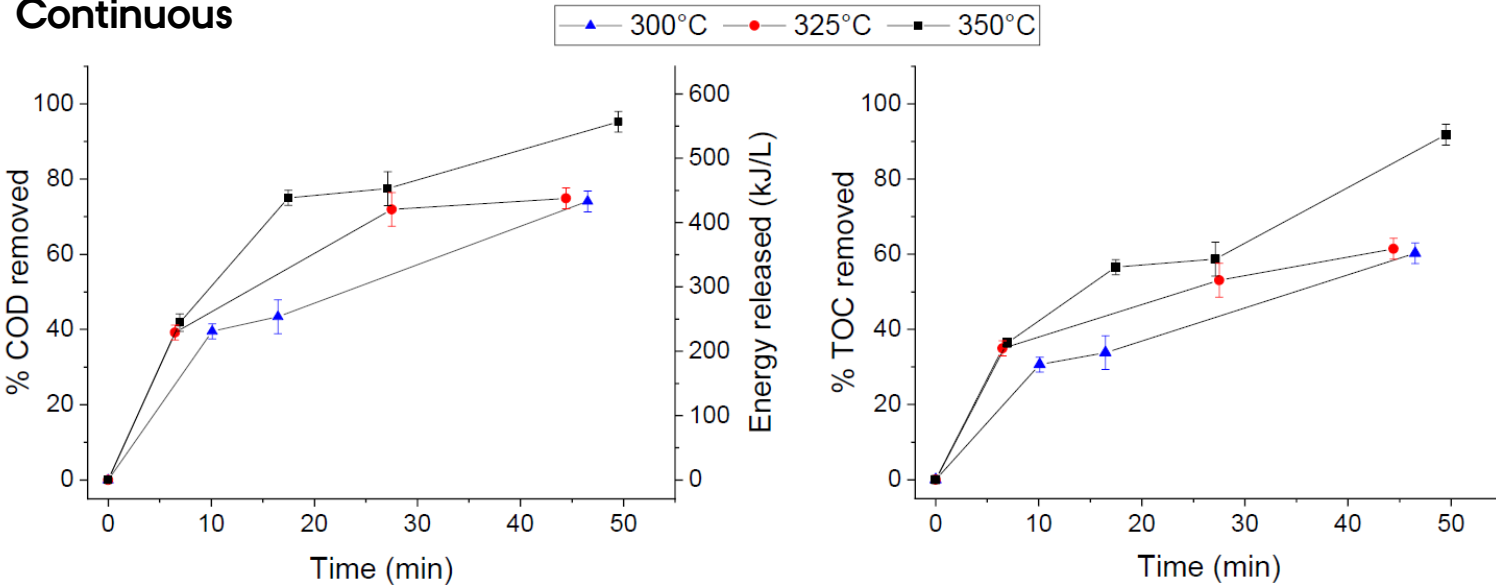 Continuous
300°C 325°C 350°C
% COD removed
100
80
60
40
20
0
0 10 20 30 40 50
Time (min)
Energy released (kJ/L)
600
500
400
300
200
100
0
% TOC removed
100
80
60
40
20
0
0 10 20 30 40 50
Time (min)